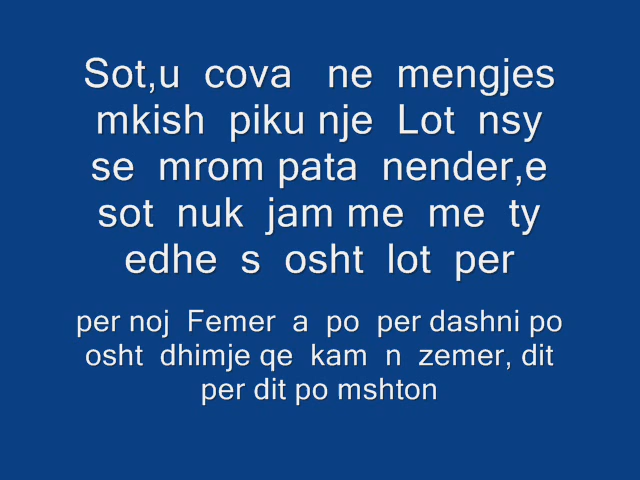 Sot,u cova ne mengjes
mkish piku nje Lot nsy
se mrom pata nender,e
sot nuk jam me me ty
edhe s osht lot per
per noj Femer a po per dashni po
osht dhimje qe kam n zemer, dit
per dit po mshton